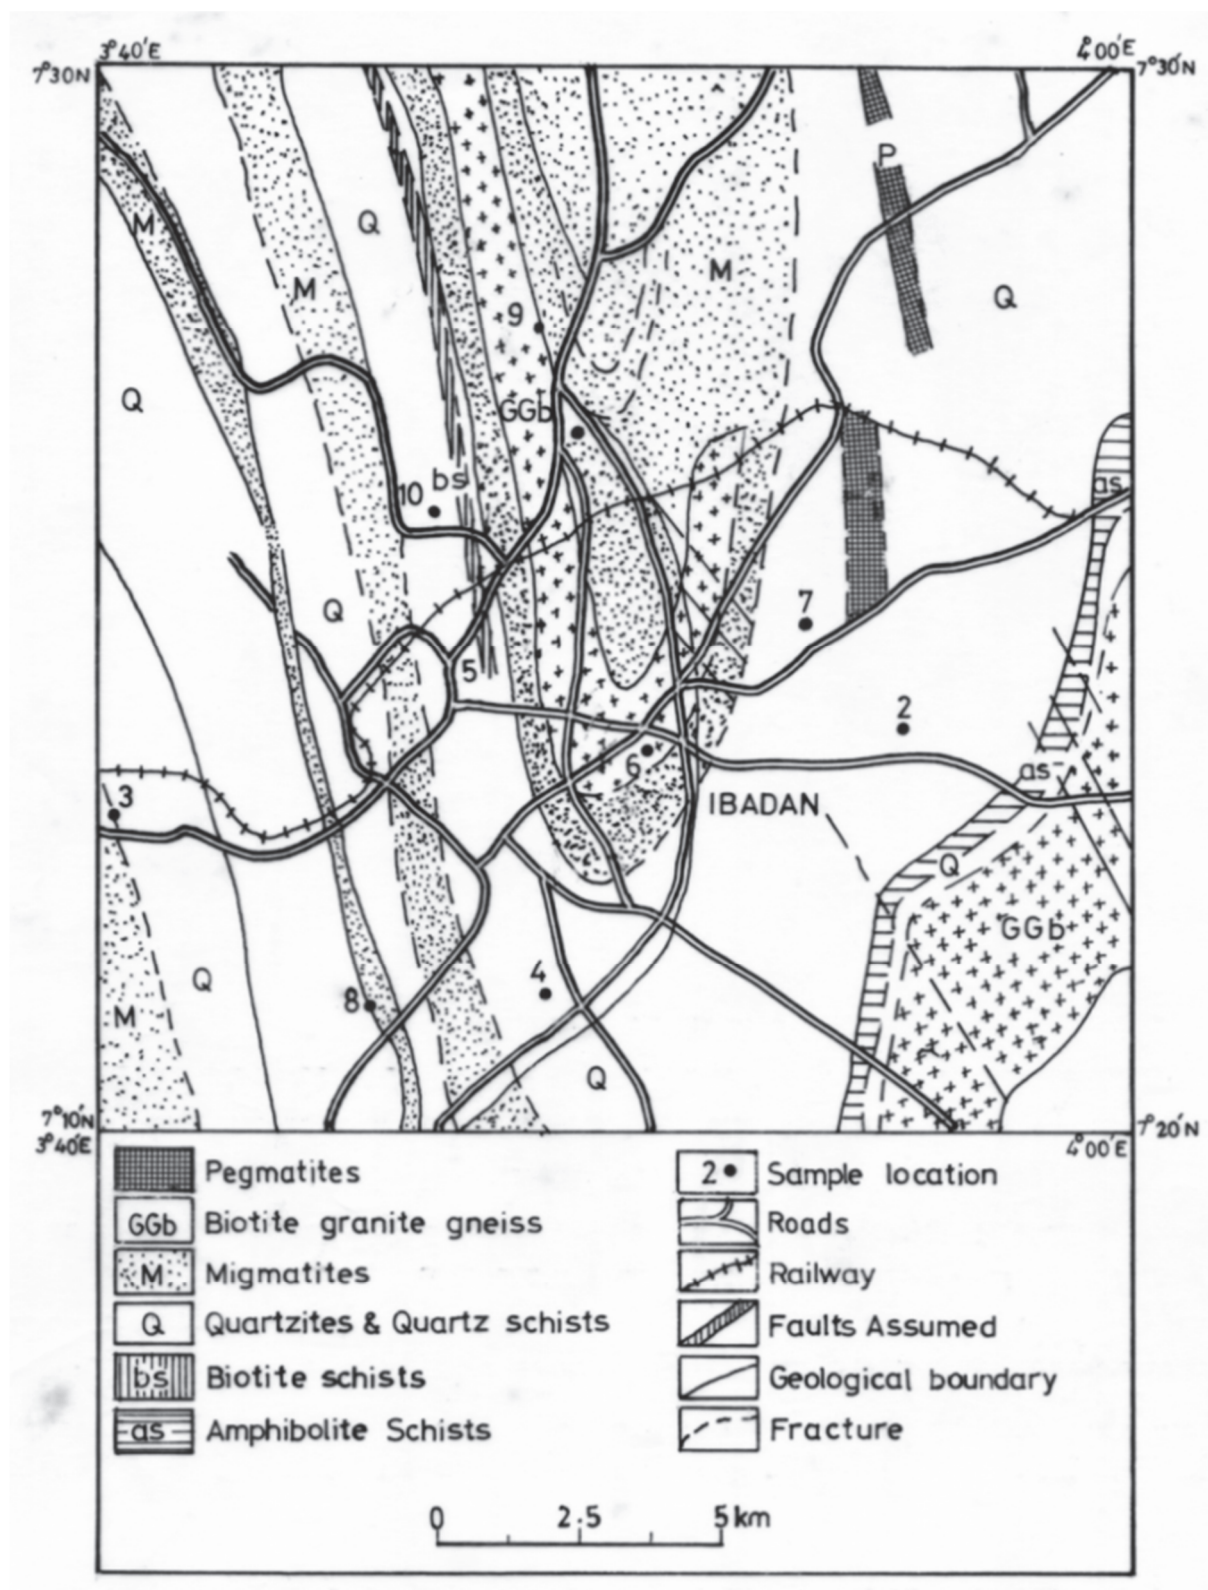 3°40'E
4°00'E
7°30N
7°30'N
P
M
Q
M
M
Q
9
Q
GGb
10
bs
as
Q
7
5
2
6
as
3
IBADAN
Q
GGb
4
Q
8
M
Q
7°10'N
7°20'N
3°40'E
4°00'E
Pegmatites
2 Sample location
GGb Biotite granite gneiss
Roads
M Migmatites
Railway
Q Quartzites & Quartz schists
Faults Assumed
bs Biotite schists
Geological boundary
as Amphibolite Schists
Fracture
0 2.5 5km